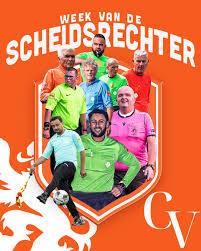 WEEK VAN DE
SCHEIDSRECHTER
CV